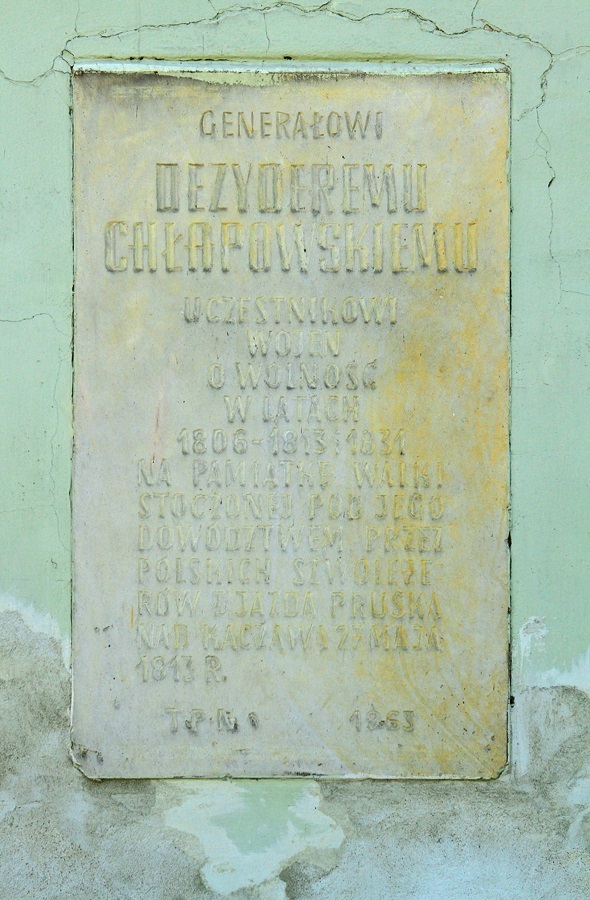 GENERAŁOWI
DEZYDEREMU
CHŁAPOWSKIEMU
UCZESTNIKOWI
WOJEN
O WOLNOŚĆ
W LATACH
1806-1813 i 1831
NA PAMIĄTKĘ WALKI
STOCZONEJ POD JEGO
DOWÓDZTWEM PRZEZ
POLSKICH SZWOLEŻE-
RÓW Z JAZDĄ PRUSKĄ
NAD KACZAWĄ 27 MAJA
1813 R.
1963